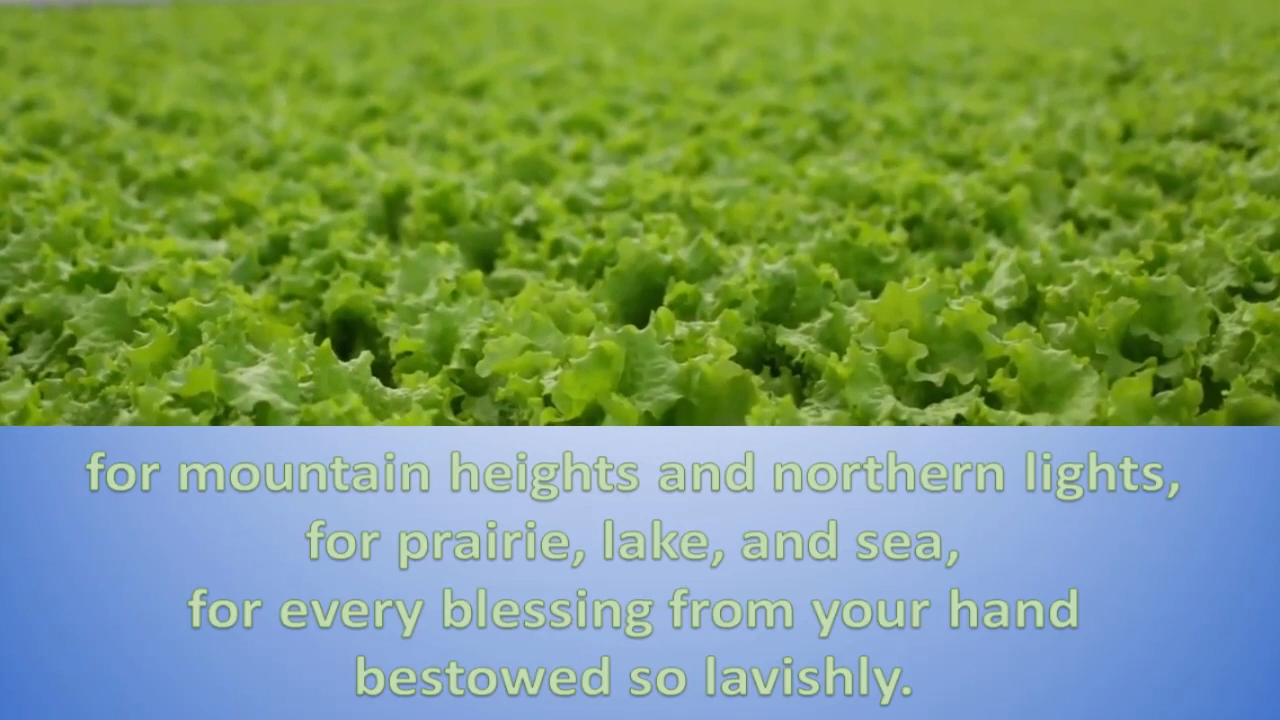 for mountain heights and northern lights,
for prairie, lake, and sea,
for every blessing from your hand
bestowed so lavishly.